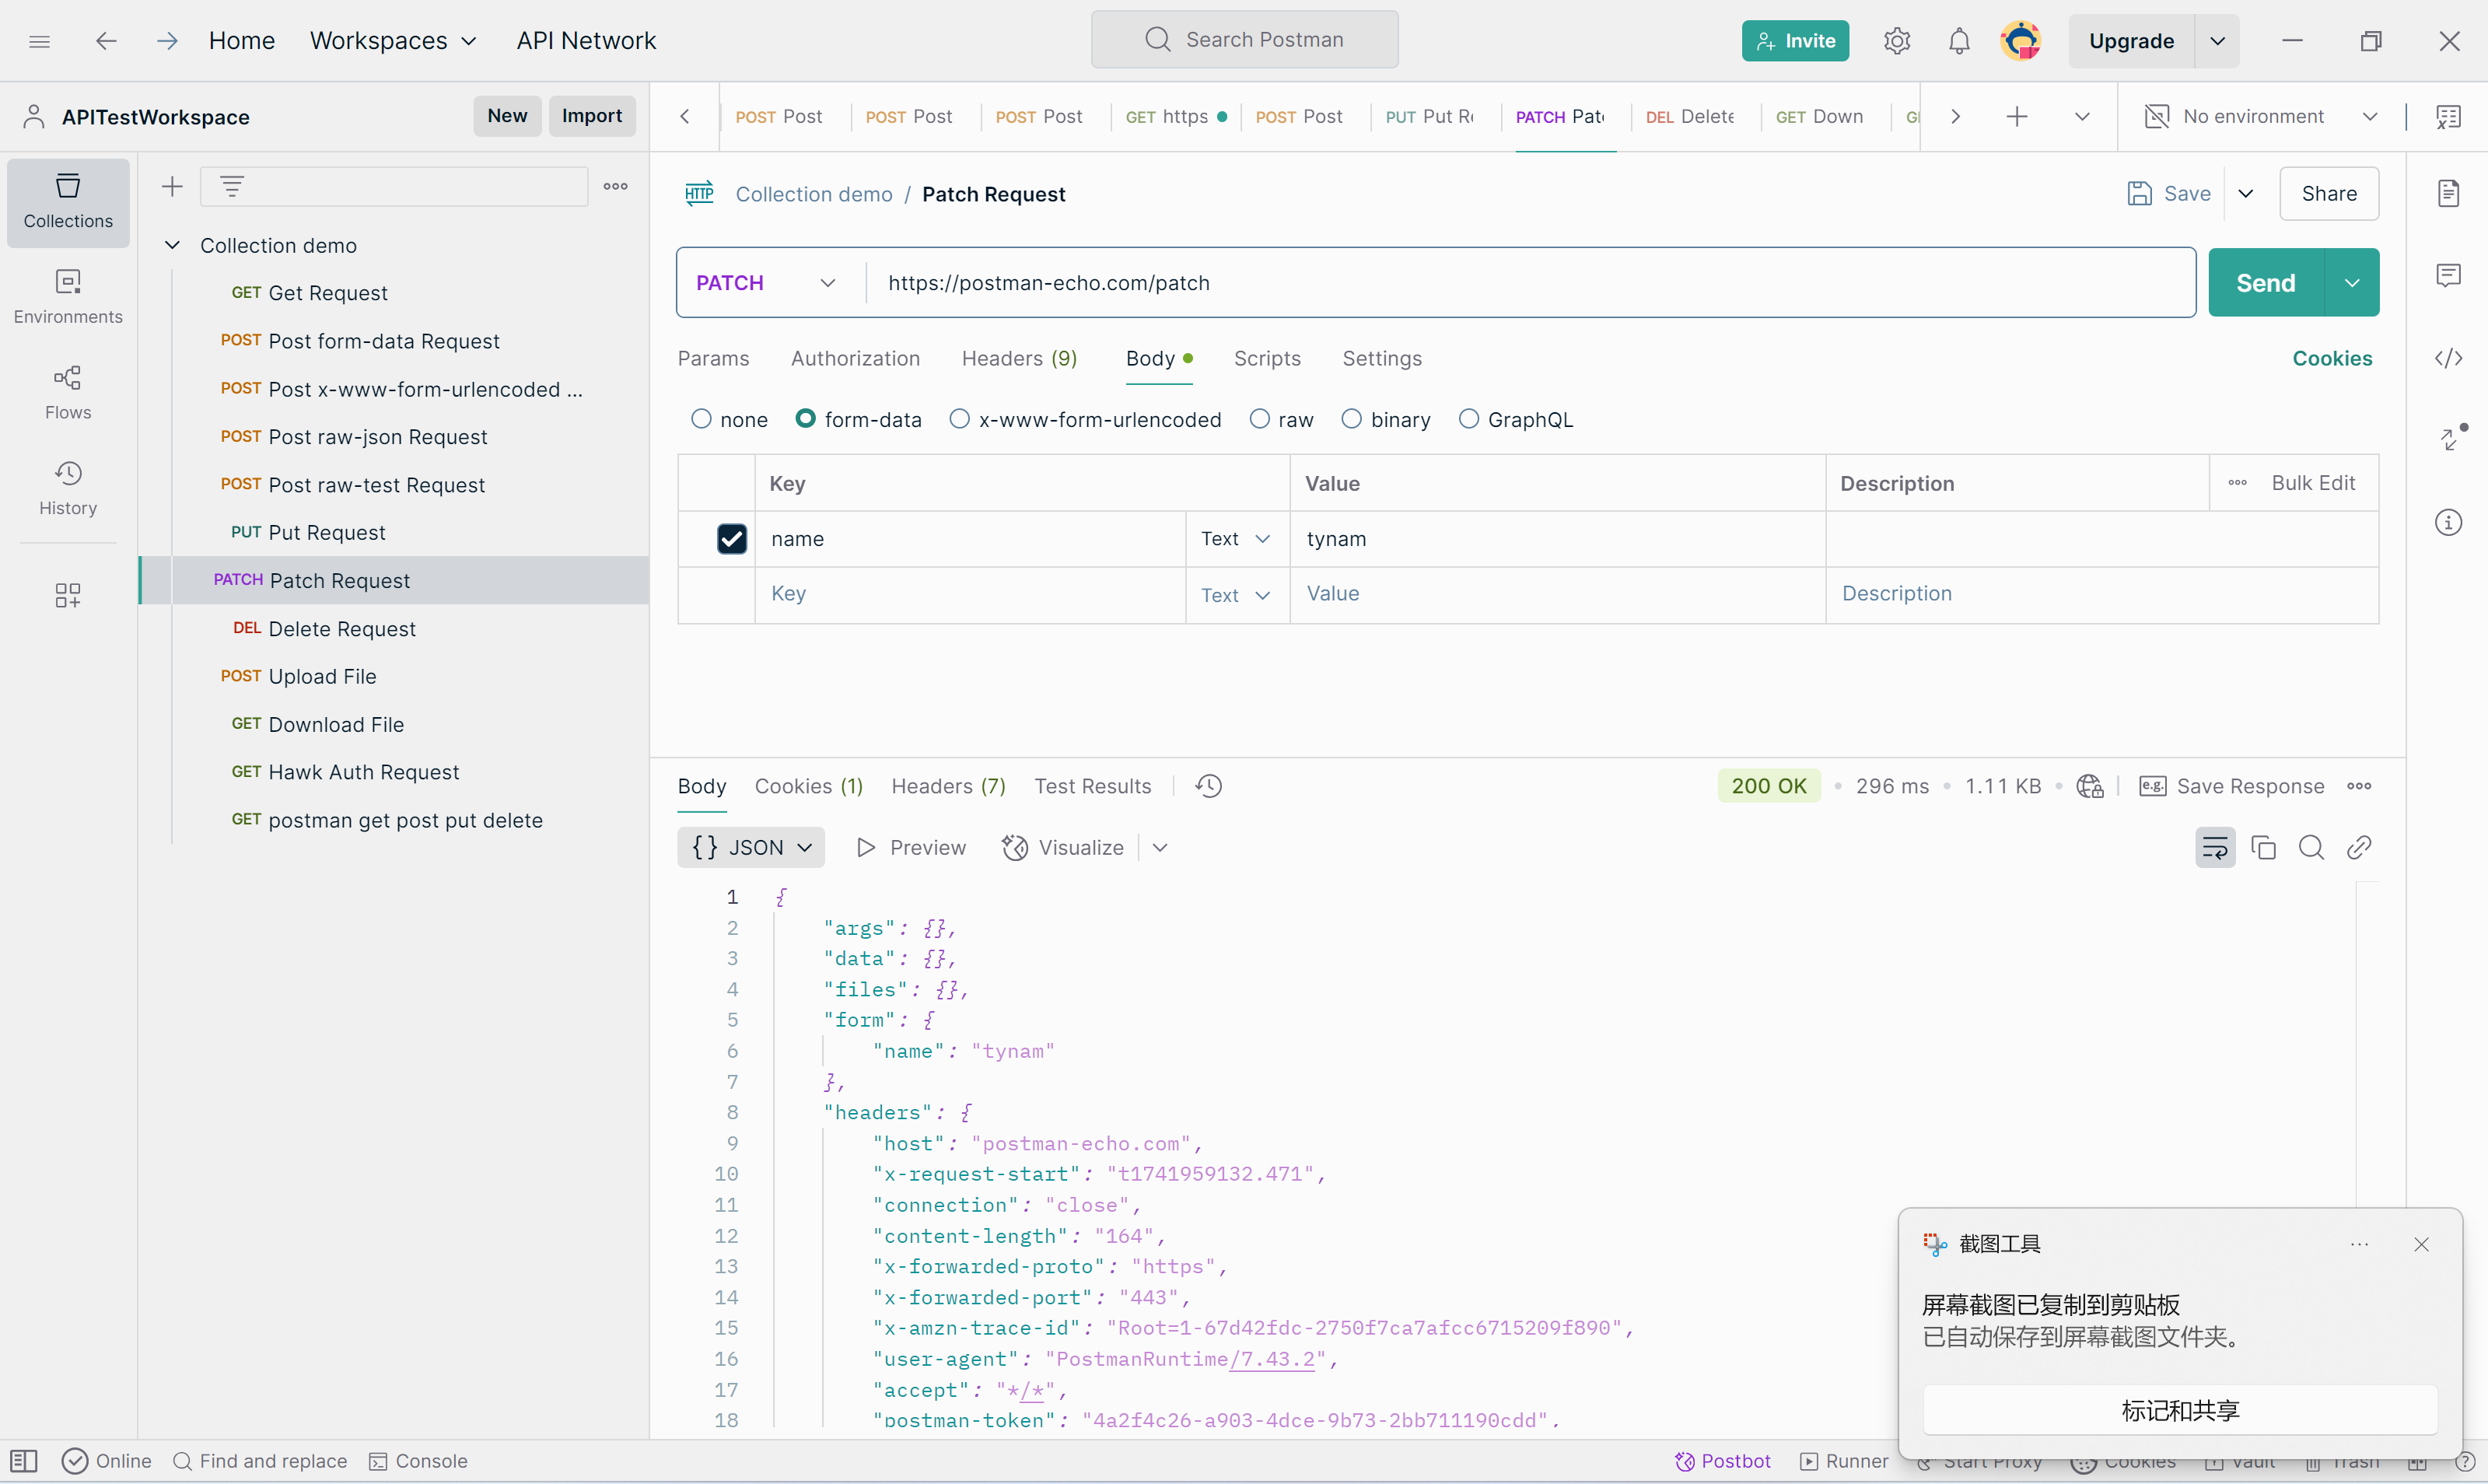 Home Workspaces API Network Search Postman Invite Upgrade
APITestWorkspace New Import
POST Post POST Post POST Post GET https POST Post PUT Put PATCH DEL GET Down No environment
Collections
Environments
Flows
History
Collection demo
GET Get Request
POST Post form-data Request
POST Post x-www-form-urlencoded ...
POST Post raw-json Request
POST Post raw-test Request
PUT Put Request
PATCH Patch Request
DEL Delete Request
POST Upload File
GET Download File
GET Hawk Auth Request
GET postman get post put delete
HTTP Collection demo / Patch Request Save Share
PATCH https://postman-echo.com/patch Send
Params Authorization Headers (9) Body Scripts Settings Cookies
none form-data x-www-form-urlencoded raw binary GraphQL
Key Value Description Bulk Edit
name Text tynam
Key Text Value Description
Body Cookies (1) Headers (7) Test Results 200 OK • 296 ms • 1.11 KB • e.g. Save Response
{} JSON Preview Visualize
1 {
2 "args": {},
3 "data": {},
4 "files": {},
5 "form": {
6 "name": "tynam"
7 },
8 "headers": {
9 "host": "postman-echo.com",
10 "x-request-start": "t1741959132.471",
11 "connection": "close",
12 "content-length": "164",
13 "x-forwarded-proto": "https",
14 "x-forwarded-port": "443",
15 "x-amzn-trace-id": "Root=1-67d42fdc-2750f7ca7afcc6715209f890",
16 "user-agent": "PostmanRuntime/7.43.2",
17 "accept": "*/*",
18 "postman-token": "4a2f4c26-a903-4dce-9b73-2bb711190cdd",
截图工具
屏幕截图已复制到剪贴板
已自动保存到屏幕截图文件夹。
标记和共享
Online Find and replace Console Postbot Runner Start Proxy Cookies Vault Trash